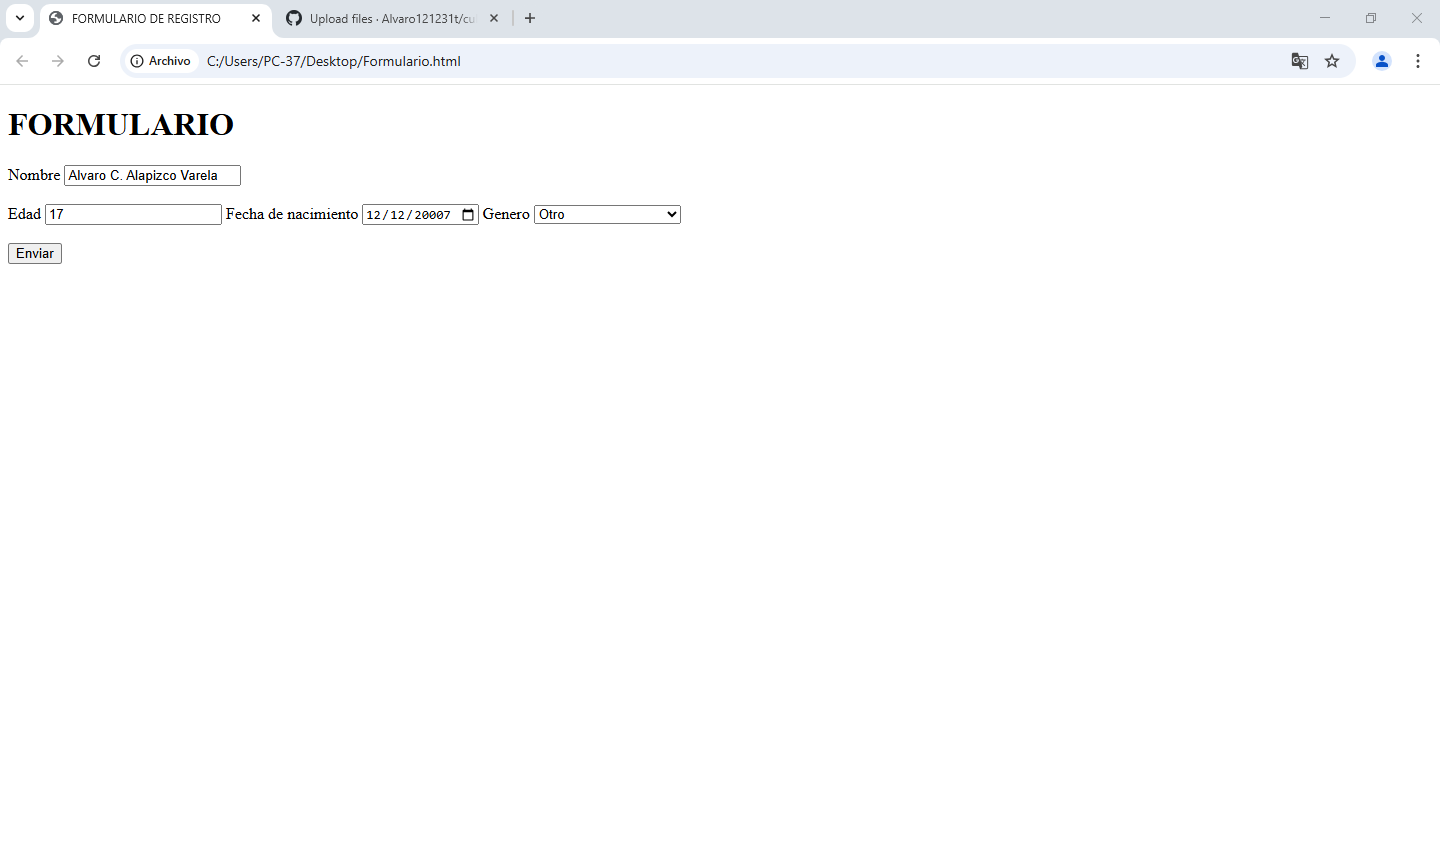 FORMULARIO DE REGISTRO
Upload files · Alvaro121231t/cu
Archivo C:/Users/PC-37/Desktop/Formulario.html
FORMULARIO
Nombre Alvaro C. Alapizco Varela
Edad 17 Fecha de nacimiento 12/12/20007 Genero Otro
Enviar